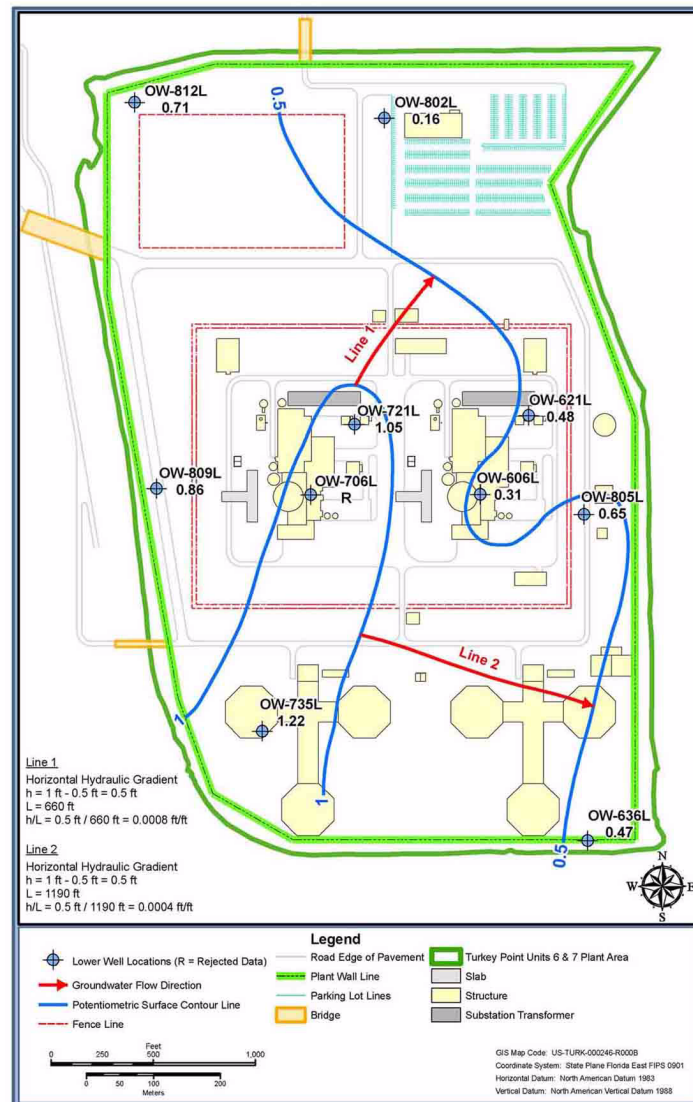 OW-812L
0.71
0.5
OW-802L
0.16
Line 1
OW-721L
1.05
OW-621L
0.48
OW-809L
0.86
OW-706L
R
OW-606L
0.31
OW-805L
0.65
Line 2
1
OW-735L
1.22
1
OW-636L
0.47
0.5
Line 1
Horizontal Hydraulic Gradient
h = 1 ft - 0.5 ft = 0.5 ft
L = 660 ft
h/L = 0.5 ft / 660 ft = 0.0008 ft/ft
Line 2
Horizontal Hydraulic Gradient
h = 1 ft - 0.5 ft = 0.5 ft
L = 1190 ft
h/L = 0.5 ft / 1190 ft = 0.0004 ft/ft
N
W E
S
Legend
Lower Well Locations (R = Rejected Data)
Groundwater Flow Direction
Potentiometric Surface Contour Line
Fence Line
Road Edge of Pavement
Plant Wall Line
Parking Lot Lines
Bridge
Turkey Point Units 6 & 7 Plant Area
Slab
Structure
Substation Transformer
Feet
0 250 500 1,000
0 50 100 200
Meters
GIS Map Code: US-TURK-000246-R000B
Coordinate System: State Plane Florida East FIPS 0901
Horizontal Datum: North American Datum 1983
Vertical Datum: North American Vertical Datum 1988